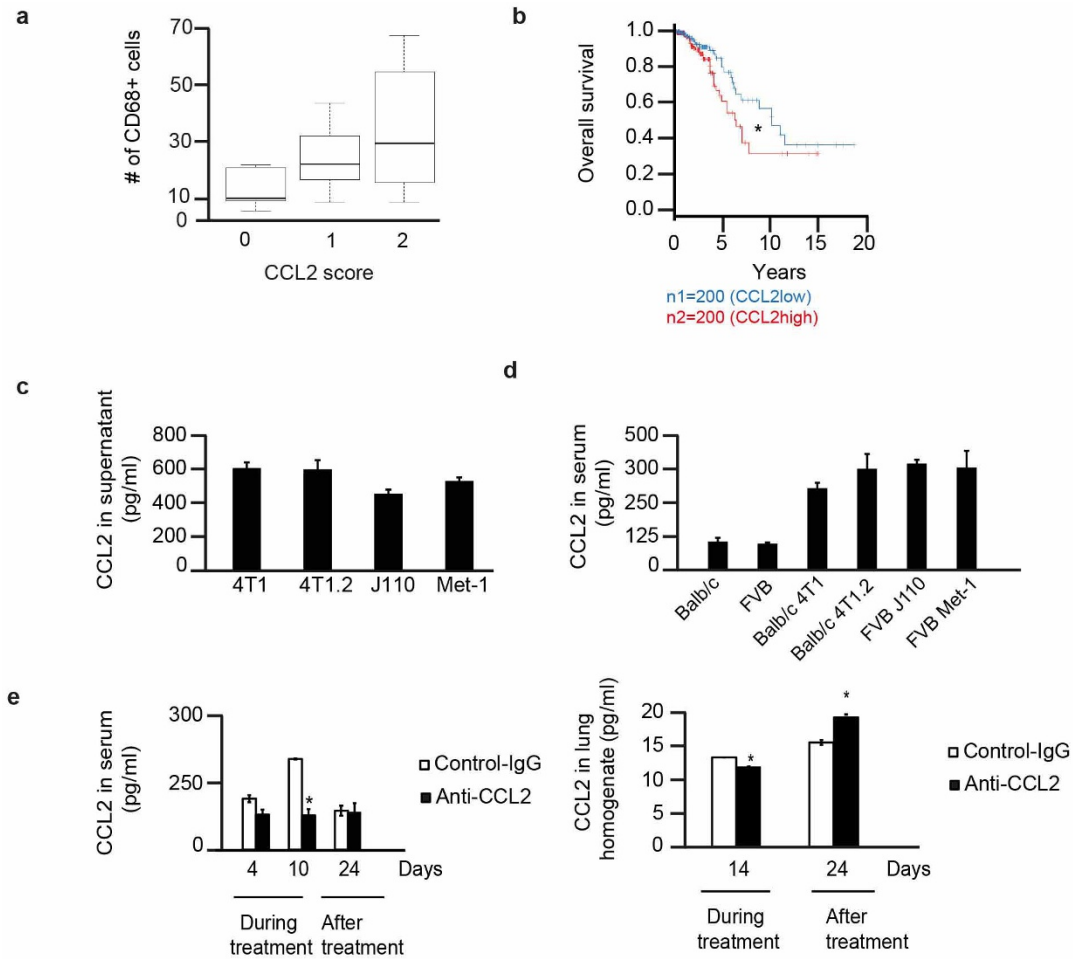 a
# of CD68+ cells
70
50
30
10
0
0 1 2
CCL2 score
b
Overall survival
1.0
0.8
0.6
0.4
0.2
0.0
*
0 5 10 15 20
Years
n1=200 (CCL2low)
n2=200 (CCL2high)
c
CCL2 in supernatant
(pg/ml)
800
600
400
200
0
4T1 4T1.2 J110 Met-1
d
CCL2 in serum
(pg/ml)
500
300
250
125
0
Balb/c
FVB
Balb/c 4T1
Balb/c 4T1.2
FVB J110
FVB Met-1
e
CCL2 in serum
(pg/ml)
300
250
0
*
Control-IgG
Anti-CCL2
4 10 24 Days
During
treatment
After
treatment
CCL2 in lung
homogenate (pg/ml)
20
15
10
5
0
*
*
Control-IgG
Anti-CCL2
14 24 Days
During
treatment
After
treatment